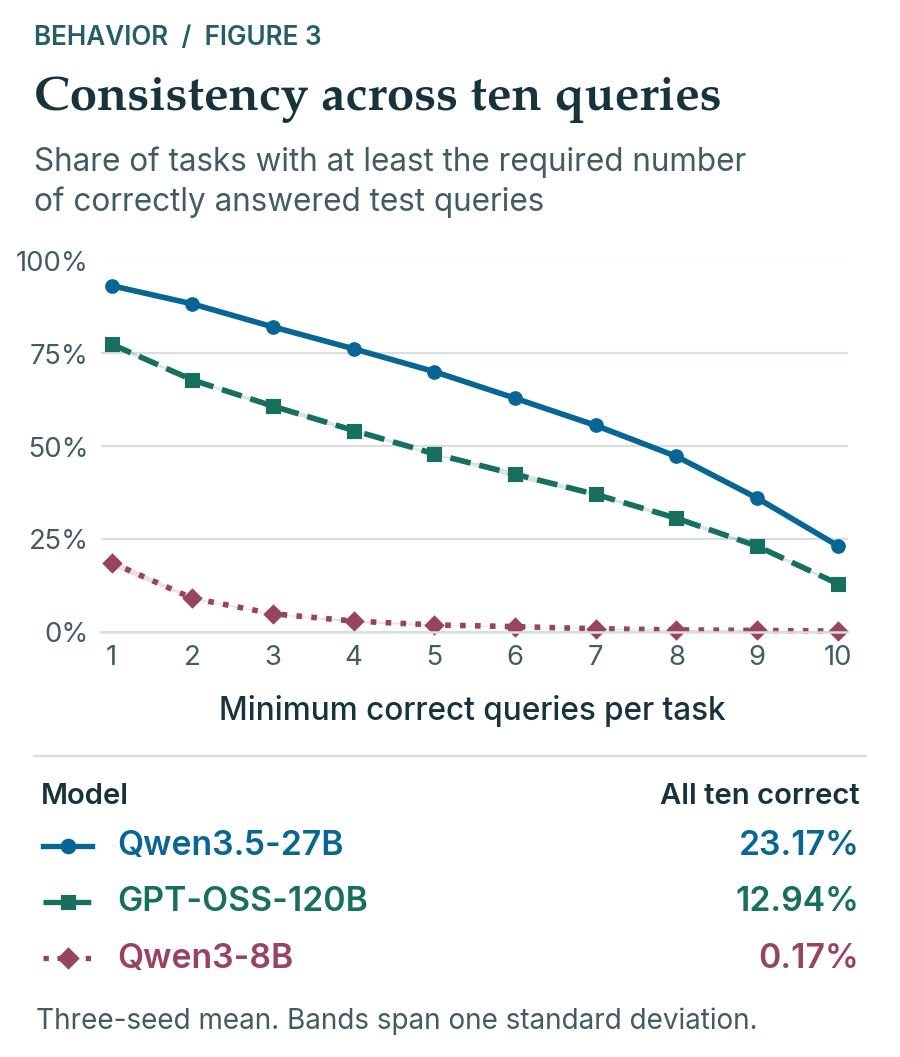 BEHAVIOR / FIGURE 3
Consistency across ten queries
Share of tasks with at least the required number
of correctly answered test queries
100%
75%
50%
25%
0%
1 2 3 4 5 6 7 8 9 10
Minimum correct queries per task
Model All ten correct
Qwen3.5-27B 23.17%
GPT-OSS-120B 12.94%
Qwen3-8B 0.17%
Three-seed mean. Bands span one standard deviation.